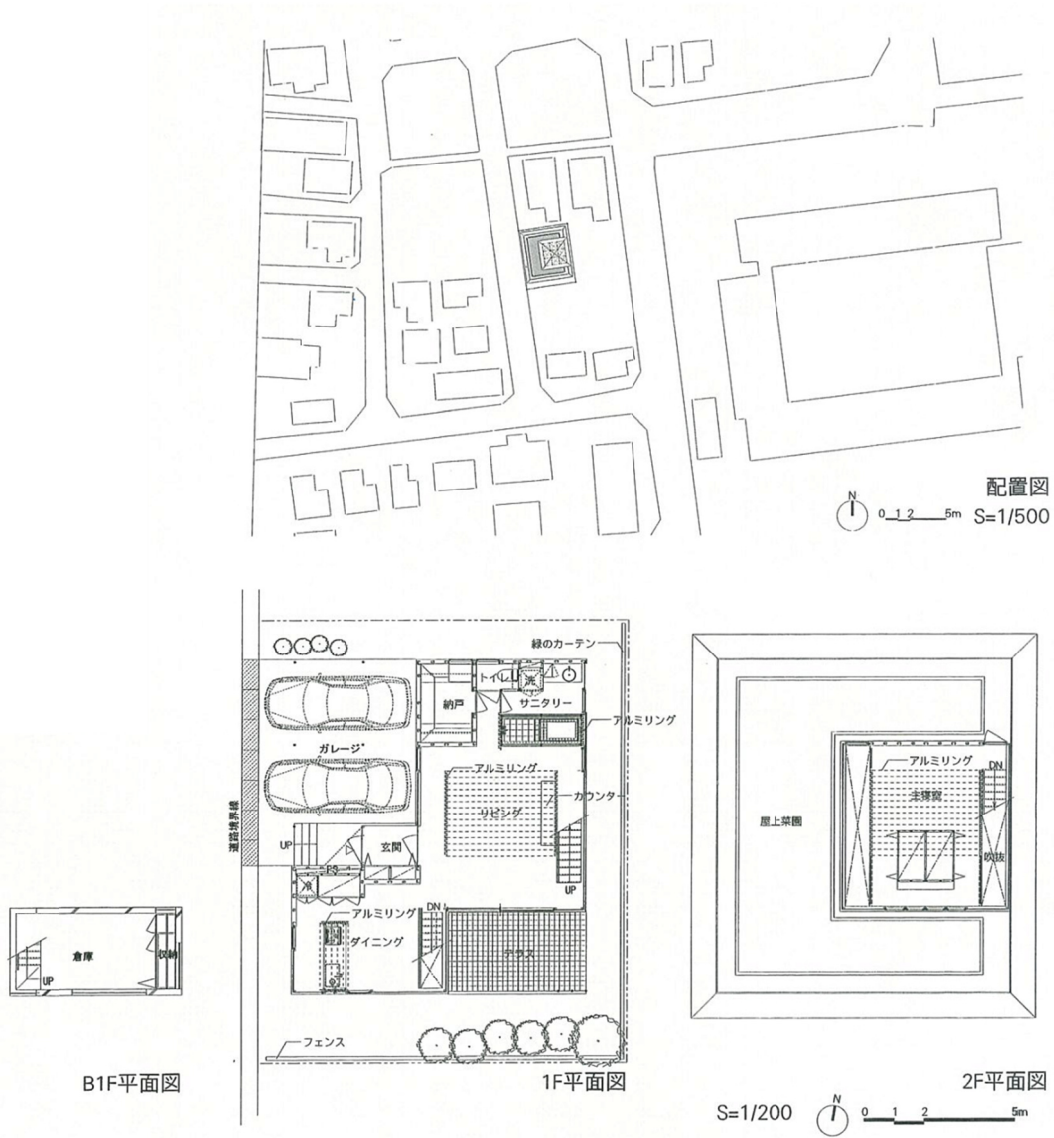 N
0 1 2 5m
配置図
S=1/500
緑のカーテン
トイレ
洗
納戸
サニタリー
アルミリング
ガレージ
アルミリング
カウンター
リビング
道路境界線
UP
玄関
UP
冷
DN
アルミリング
ダイニング
テラス
フェンス
1F平面図
倉庫
収納
UP
B1F平面図
アルミリング
DN
主寝室
屋上菜園
吹抜
2F平面図
S=1/200
N
0 1 2 5m